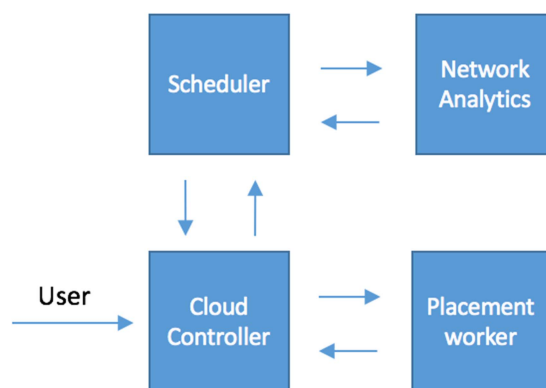 Scheduler
Network
Analytics
User
Cloud
Controller
Placement
worker